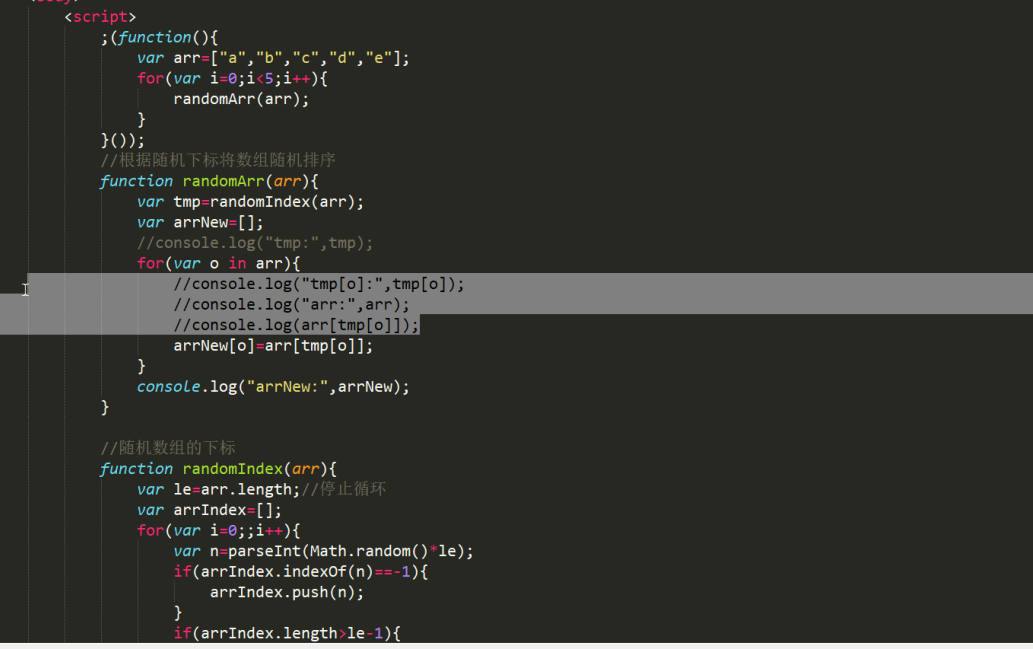 <script>
;(function(){
var arr=["a","b","c","d","e"];
for(var i=0;i<5;i++){
randomArr(arr);
}
}());
//根据随机下标将数组随机排序
function randomArr(arr){
var tmp=randomIndex(arr);
var arrNew=[];
//console.log("tmp:",tmp);
for(var o in arr){
//console.log("tmp[o]:",tmp[o]);
//console.log("arr:",arr);
//console.log(arr[tmp[o]]);
arrNew[o]=arr[tmp[o]];
}
console.log("arrNew:",arrNew);
}
//随机数组的下标
function randomIndex(arr){
var le=arr.length;//停止循环
var arrIndex=[];
for(var i=0;;i++){
var n=parseInt(Math.random()*le);
if(arrIndex.indexOf(n)==-1){
arrIndex.push(n);
}
if(arrIndex.length>le-1){